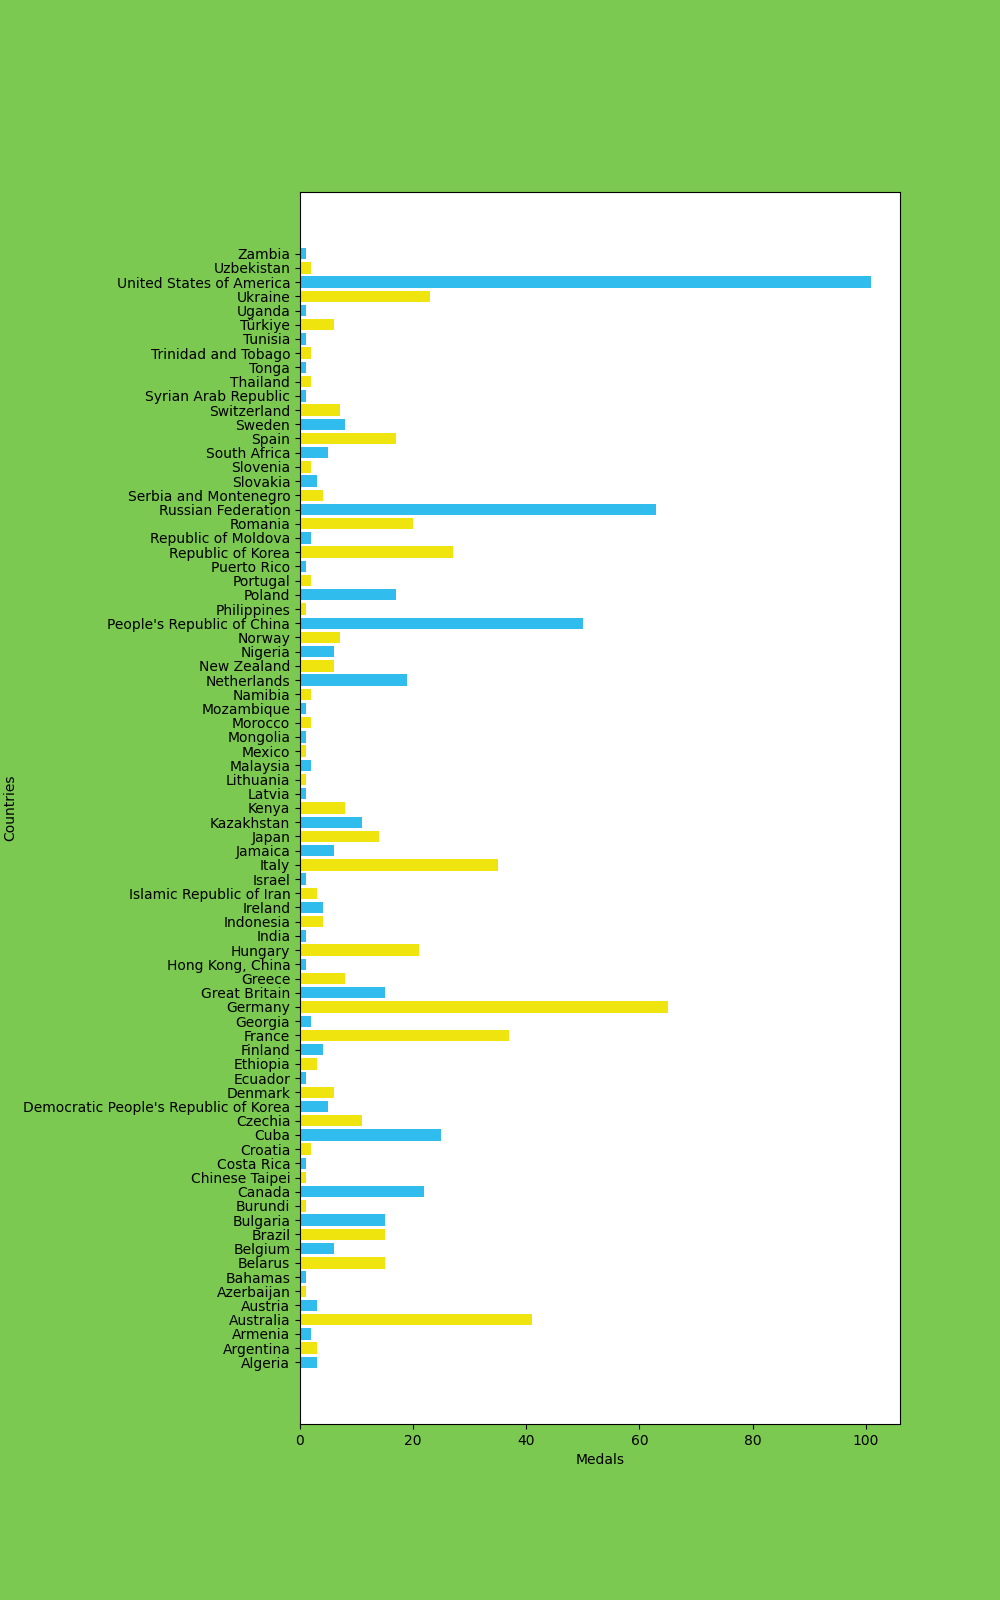 Zambia
Uzbekistan
United States of America
Ukraine
Uganda
Türkiye
Tunisia
Trinidad and Tobago
Tonga
Thailand
Syrian Arab Republic
Switzerland
Sweden
Spain
South Africa
Slovenia
Slovakia
Serbia and Montenegro
Russian Federation
Romania
Republic of Moldova
Republic of Korea
Puerto Rico
Portugal
Poland
Philippines
People's Republic of China
Norway
Nigeria
New Zealand
Netherlands
Namibia
Mozambique
Morocco
Mongolia
Mexico
Malaysia
Lithuania
Latvia
Kenya
Kazakhstan
Japan
Jamaica
Italy
Israel
Islamic Republic of Iran
Ireland
Indonesia
India
Hungary
Hong Kong, China
Greece
Great Britain
Germany
Georgia
France
Finland
Ethiopia
Ecuador
Denmark
Democratic People's Republic of Korea
Czechia
Cuba
Croatia
Costa Rica
Chinese Taipei
Canada
Burundi
Bulgaria
Brazil
Belgium
Belarus
Bahamas
Azerbaijan
Austria
Australia
Armenia
Argentina
Algeria
Countries
0 20 40 60 80 100
Medals